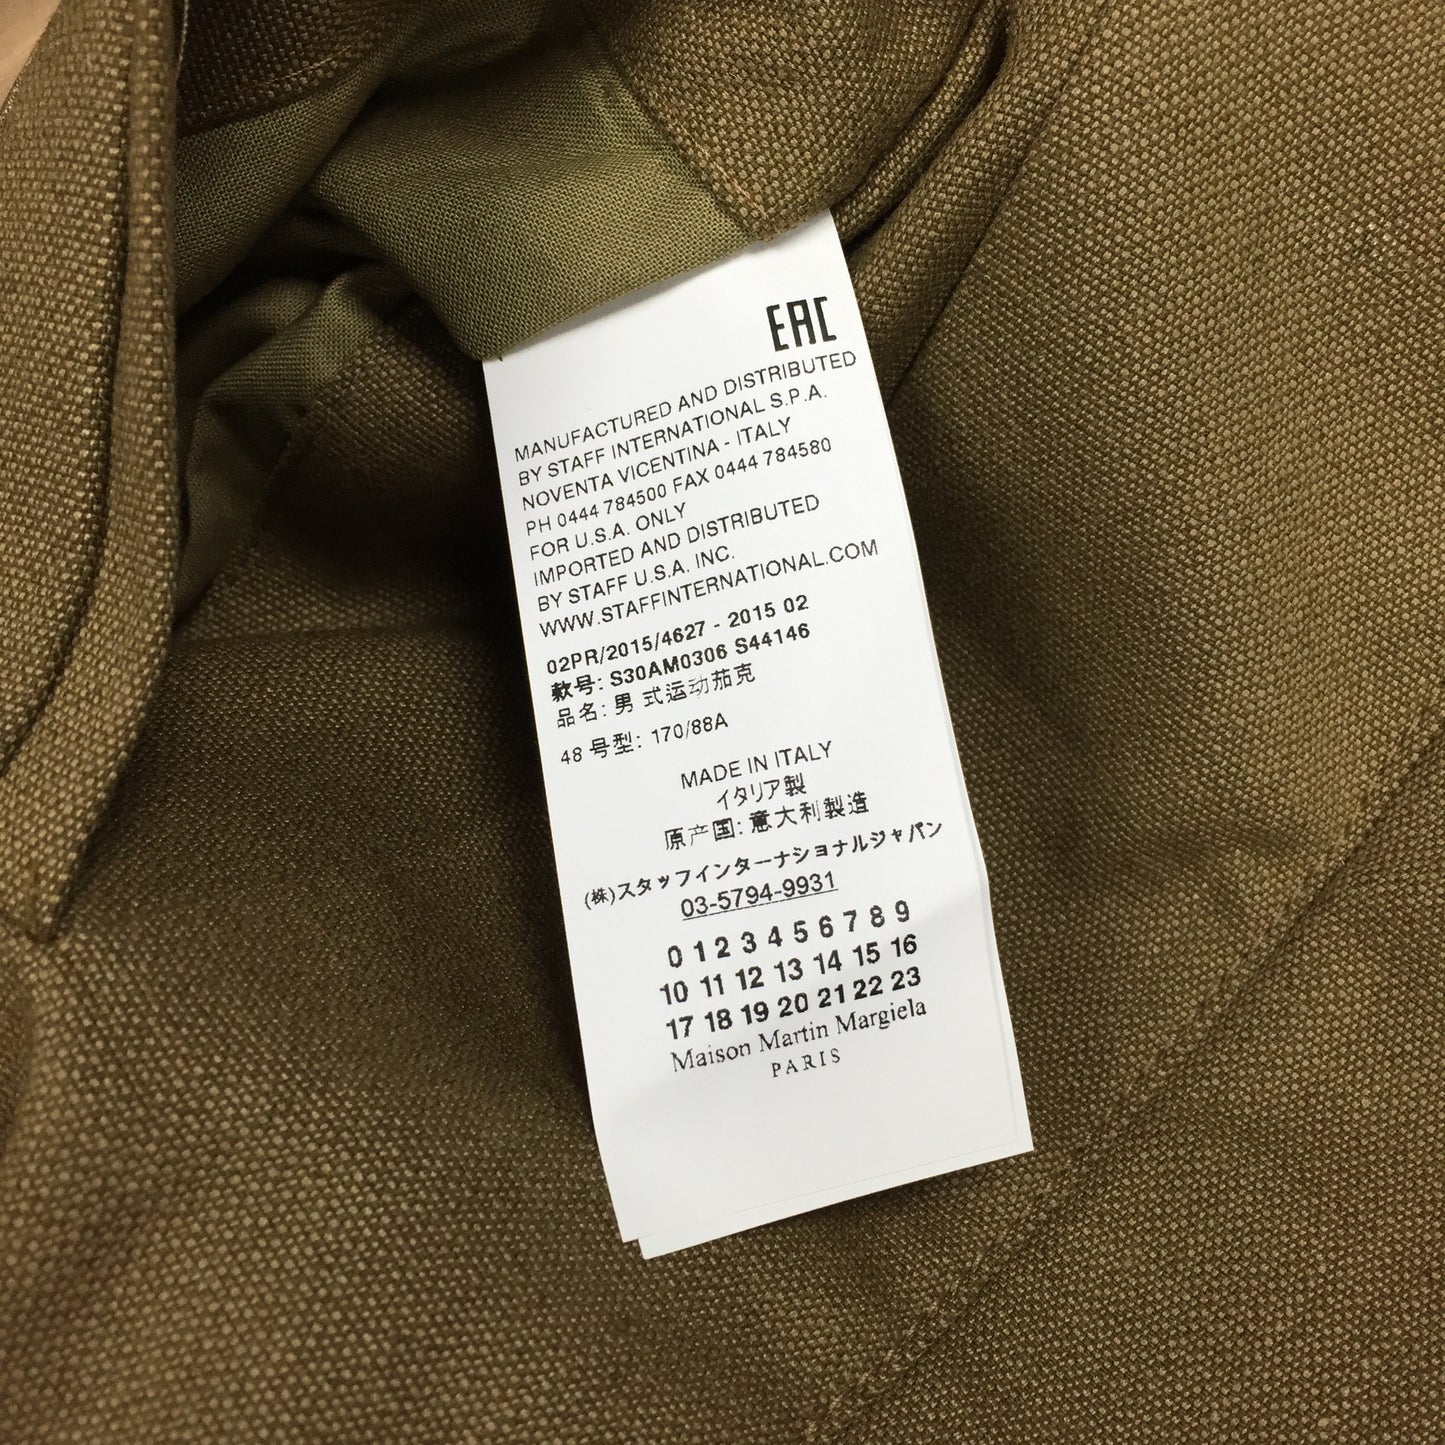 EAC
MANUFACTURED AND DISTRIBUTED
BY STAFF INTERNATIONAL S.P.A.
NOVENTA VICENTINA - ITALY
PH 0444 784500 FAX 0444 784580
FOR U.S.A. ONLY
IMPORTED AND DISTRIBUTED
BY STAFF U.S.A. INC.
WWW.STAFFINTERNATIONAL.COM
02PR/2015/4627 - 2015 02
款号: S30AM0306 S44146
品名: 男式运动茄克
48 号型: 170/88A
MADE IN ITALY
イタリア製
原产国: 意大利製造
(株)スタッフインターナショナルジャパン
03-5794-9931
0 1 2 3 4 5 6 7 8 9
10 11 12 13 14 15 16
17 18 19 20 21 22 23
Maison Martin Margiela
PARIS